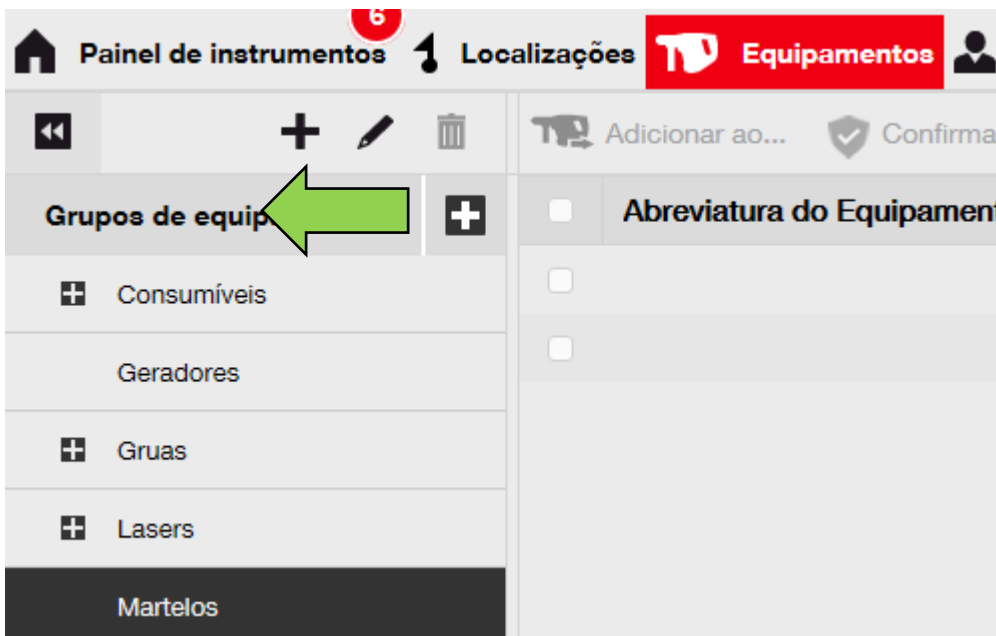 6
Painel de instrumentos Localizações Equipamentos
Adicionar ao... Confirma
Grupos de equip
Abreviatura do Equipament
Consumíveis
Geradores
Gruas
Lasers
Martelos